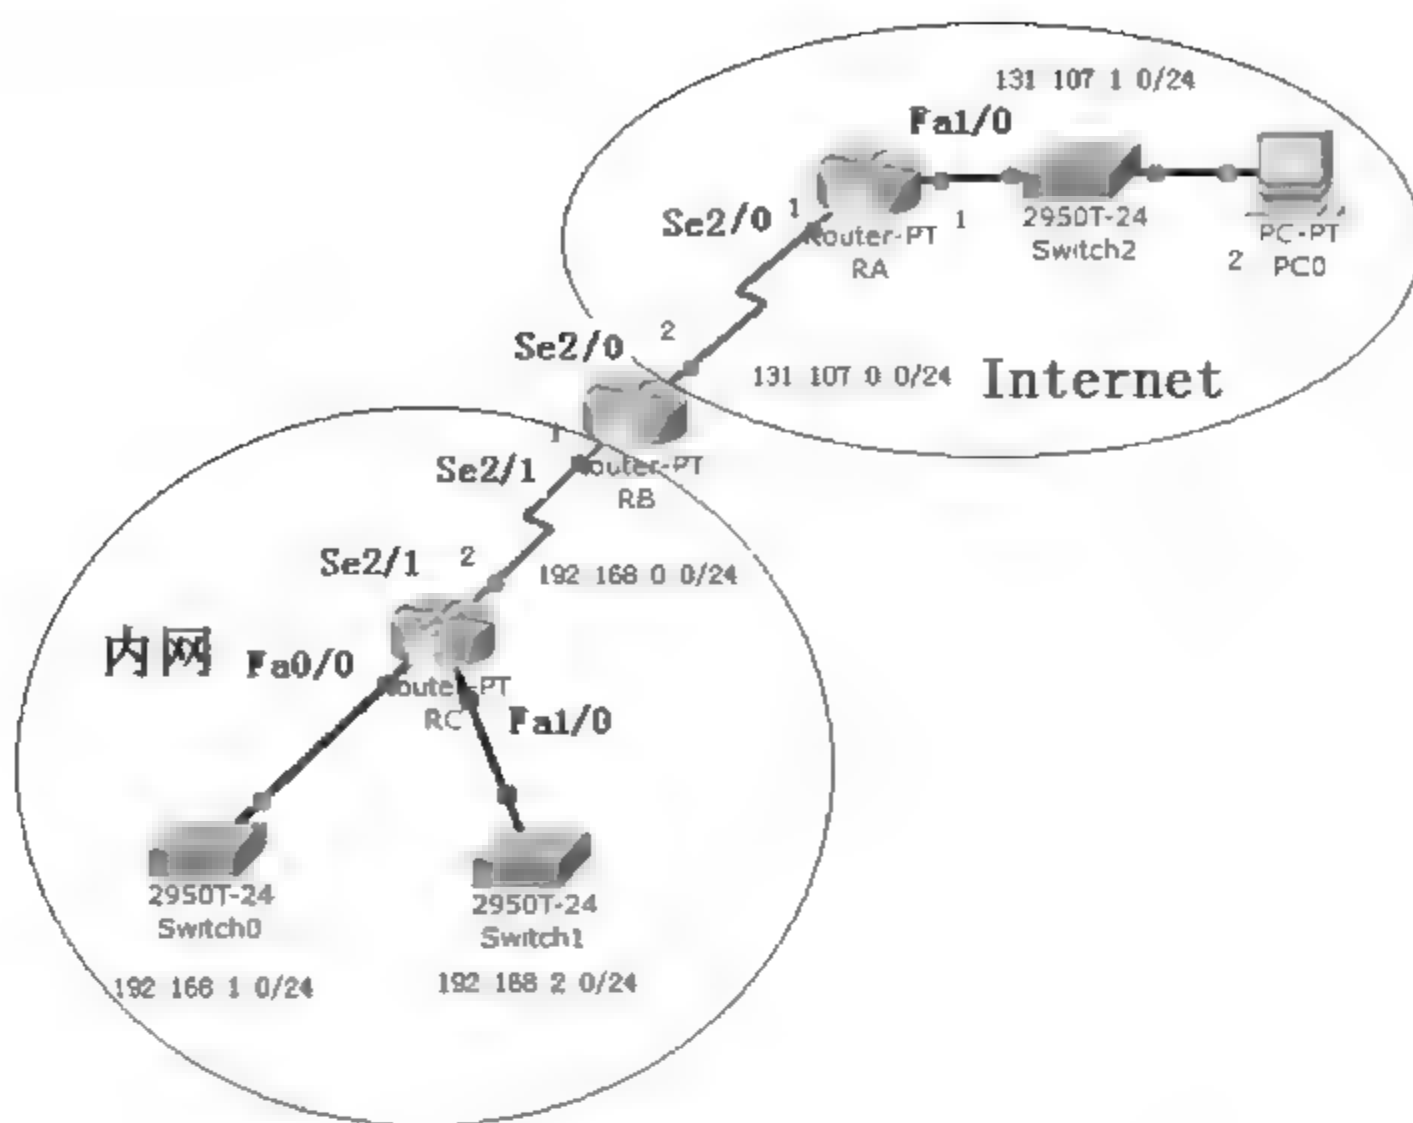 131 107 1 0/24
Fa1/0
Se2/0
1
Router-PT
RA
1
2950T-24
Switch2
PC-PT
PC0
2
2
Se2/0
131 107 0 0/24
Internet
1
Router-PT
RB
Se2/1
Se2/1
2
192 168 0 0/24
内网
Fa0/0
Router-PT
RC
Fa1/0
2950T-24
Switch0
2950T-24
Switch1
192 168 1 0/24
192 168 2 0/24